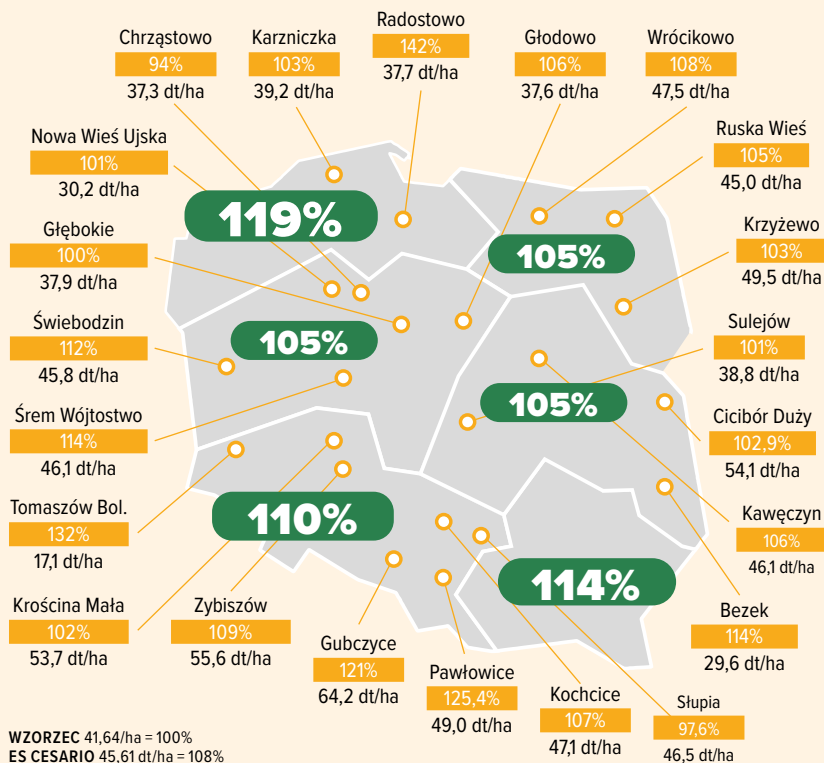 Chrząstowo
94%
37,3 dt/ha
Karzniczka
103%
39,2 dt/ha
Radostowo
142%
37,7 dt/ha
Głodowo
106%
37,6 dt/ha
Wrócikowo
108%
47,5 dt/ha
Nowa Wieś Ujska
101%
30,2 dt/ha
Ruska Wieś
105%
45,0 dt/ha
Głębokie
100%
37,9 dt/ha
Krzyżewo
103%
49,5 dt/ha
Świebodzin
112%
45,8 dt/ha
Sulejów
101%
38,8 dt/ha
Śrem Wójtostwo
114%
46,1 dt/ha
Cicibór Duży
102,9%
54,1 dt/ha
Tomaszów Bol.
132%
17,1 dt/ha
Kawęczyn
106%
46,1 dt/ha
Krościna Mała
102%
53,7 dt/ha
Zybiszów
109%
55,6 dt/ha
Gubczyce
121%
64,2 dt/ha
Pawłowice
125,4%
49,0 dt/ha
Kochcice
107%
47,1 dt/ha
Słupia
97,6%
46,5 dt/ha
Bezek
114%
29,6 dt/ha
119%
105%
105%
105%
110%
114%
WZORZEC 41,64/ha = 100%
ES CESARIO 45,61 dt/ha = 108%